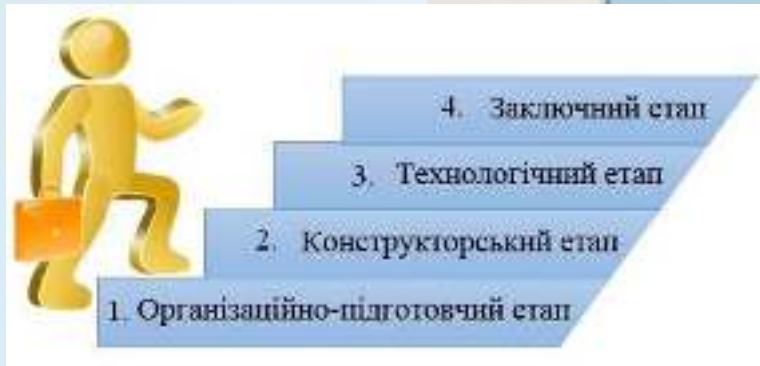 4. Заключний етап
3. Технологічний етап
2. Конструкторський етап
1. Організаційно-підготовчий етап